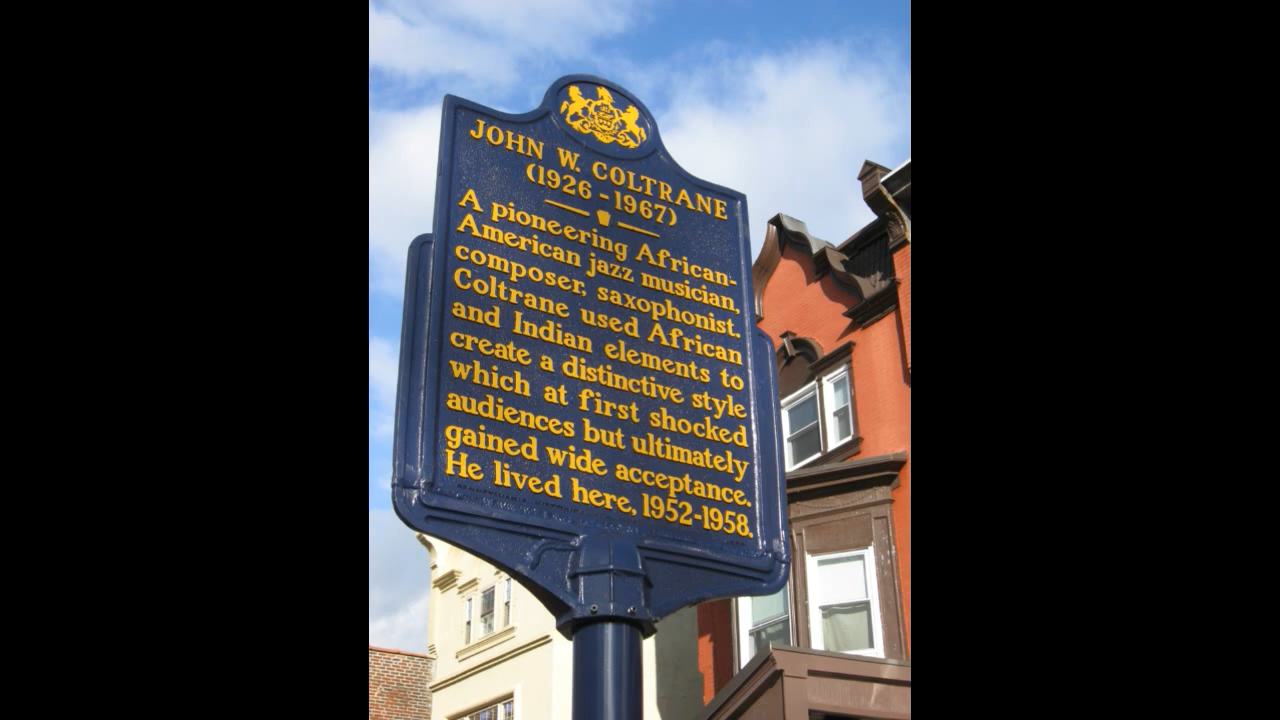 JOHN W. COLTRANE
(1926 - 1967)
A pioneering African-
American jazz musician,
composer, saxophonist.
Coltrane used African
and Indian elements to
create a distinctive style
which at first shocked
audiences but ultimately
gained wide acceptance.
He lived here, 1952-1958.